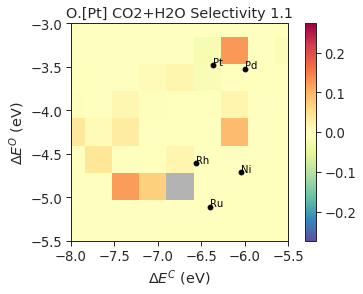 O.[Pt] CO2+H2O Selectivity 1.1
−3.0
−3.5
−4.0
−4.5
−5.0
−5.5
ΔE^O (eV)
Pt
Pd
Rh
Ni
Ru
−8.0 −7.5 −7.0 −6.5 −6.0 −5.5
ΔE^C (eV)
0.2
0.1
0.0
−0.1
−0.2